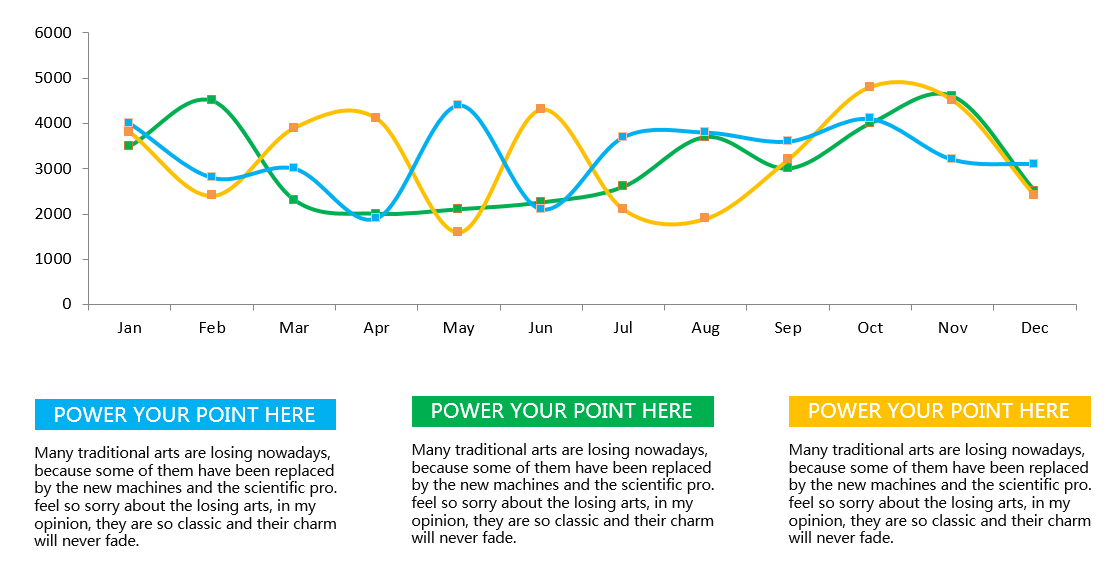 6000
5000
4000
3000
2000
1000
0
Jan Feb Mar Apr May Jun Jul Aug Sep Oct Nov Dec
POWER YOUR POINT HERE
Many traditional arts are losing nowadays,
because some of them have been replaced
by the new machines and the scientific pro.
feel so sorry about the losing arts, in my
opinion, they are so classic and their charm
will never fade.
POWER YOUR POINT HERE
Many traditional arts are losing nowadays,
because some of them have been replaced
by the new machines and the scientific pro.
feel so sorry about the losing arts, in my
opinion, they are so classic and their charm
will never fade.
POWER YOUR POINT HERE
Many traditional arts are losing nowadays,
because some of them have been replaced
by the new machines and the scientific pro.
feel so sorry about the losing arts, in my
opinion, they are so classic and their charm
will never fade.